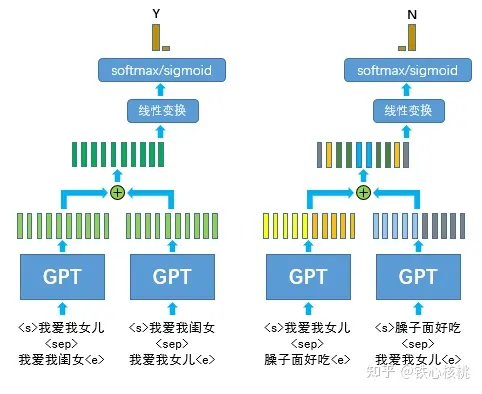 Y
softmax/sigmoid
线性变换
GPT
GPT
<s>我爱我女儿
<sep>
我爱我闺女<e>
<s>我爱我闺女
<sep>
我爱我女儿<e>
N
softmax/sigmoid
线性变换
GPT
GPT
<s>我爱我女儿
<sep>
臊子面好吃<e>
<s>臊子面好吃
<sep>
我爱我女儿<e>
知乎 @铁心核桃